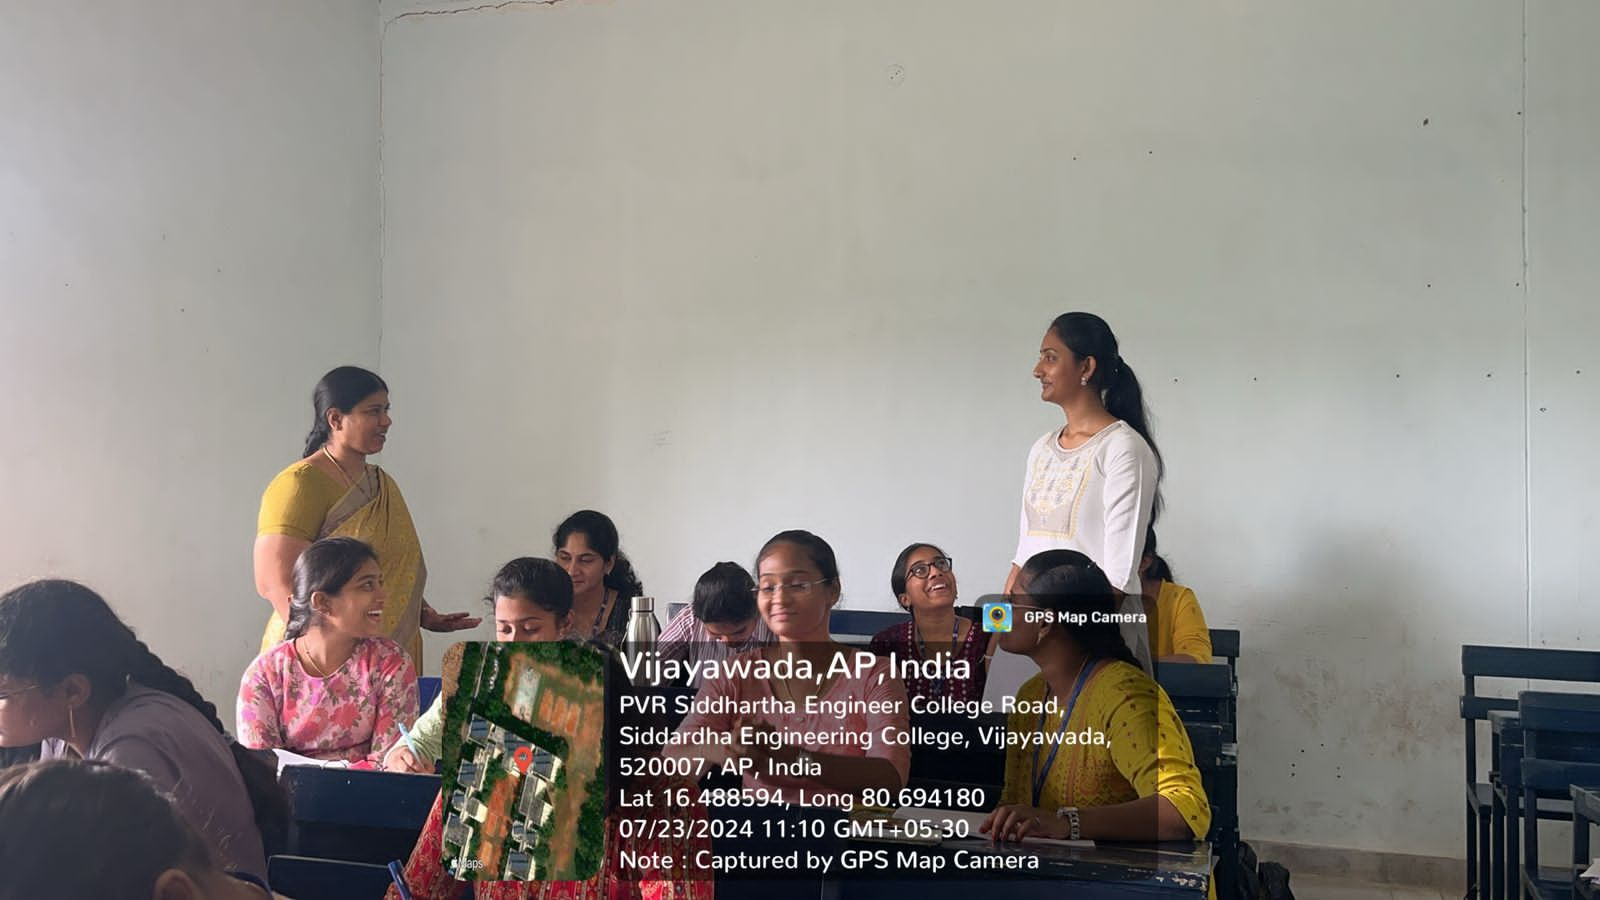 GPS Map Camera
Vijayawada,AP,India
PVR Siddhartha Engineer College Road,
Siddardha Engineering College, Vijayawada,
520007, AP, India
Lat 16.488594, Long 80.694180
07/23/2024 11:10 GMT+05:30
Note : Captured by GPS Map Camera
Maps